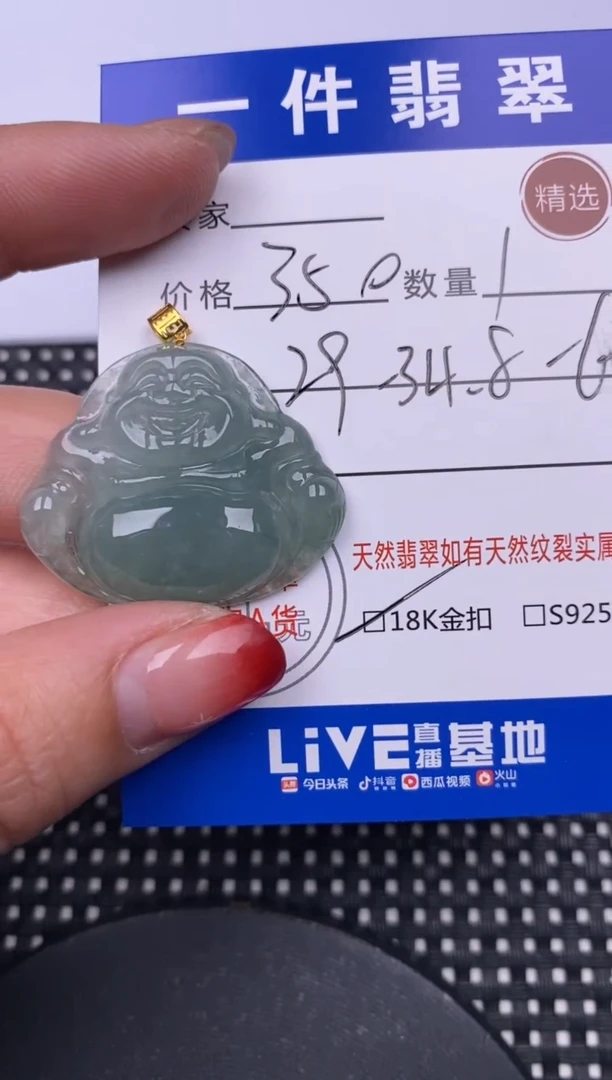 一件翡翠
精选
家
价格 350 数量 1
29-34.8-6
天然翡翠如有天然纹裂实属
A货
□18K金扣 □S925
LiVE直播基地
头条 今日头条 抖音 西瓜视频 火山